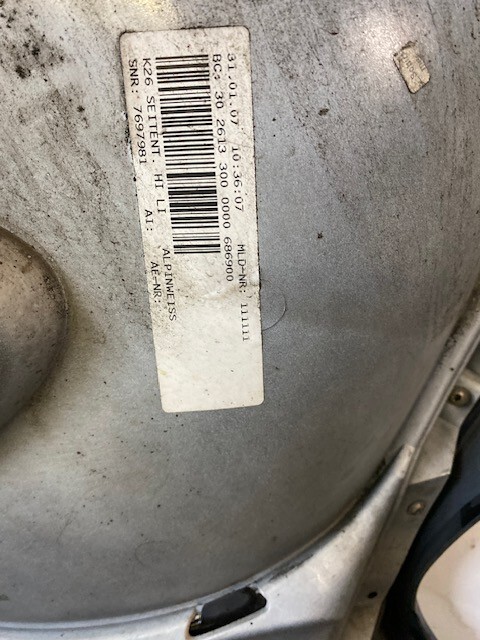 31.01.07 10:36:07 MLD-NR: 111111
BC: 30 2613 300 0000 686900
K26 SEITENT. HI LI ALPINWEISS
SNR: 7697981 AI: AE-NR: